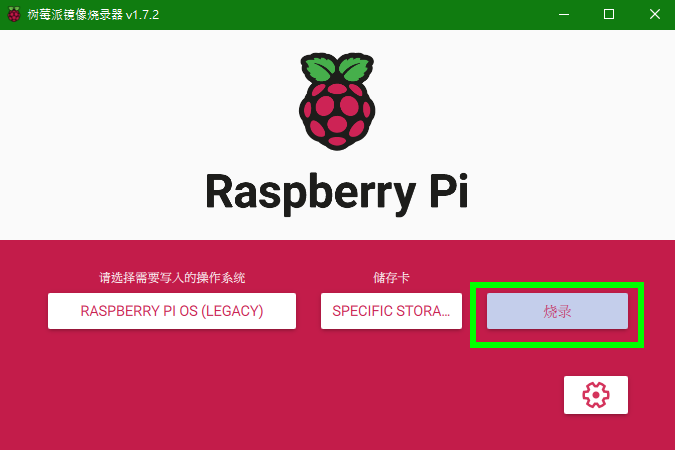 树莓派镜像烧录器 v1.7.2
Raspberry Pi
请选择需要写入的操作系统
储存卡
RASPBERRY PI OS (LEGACY)
SPECIFIC STORA...
烧录